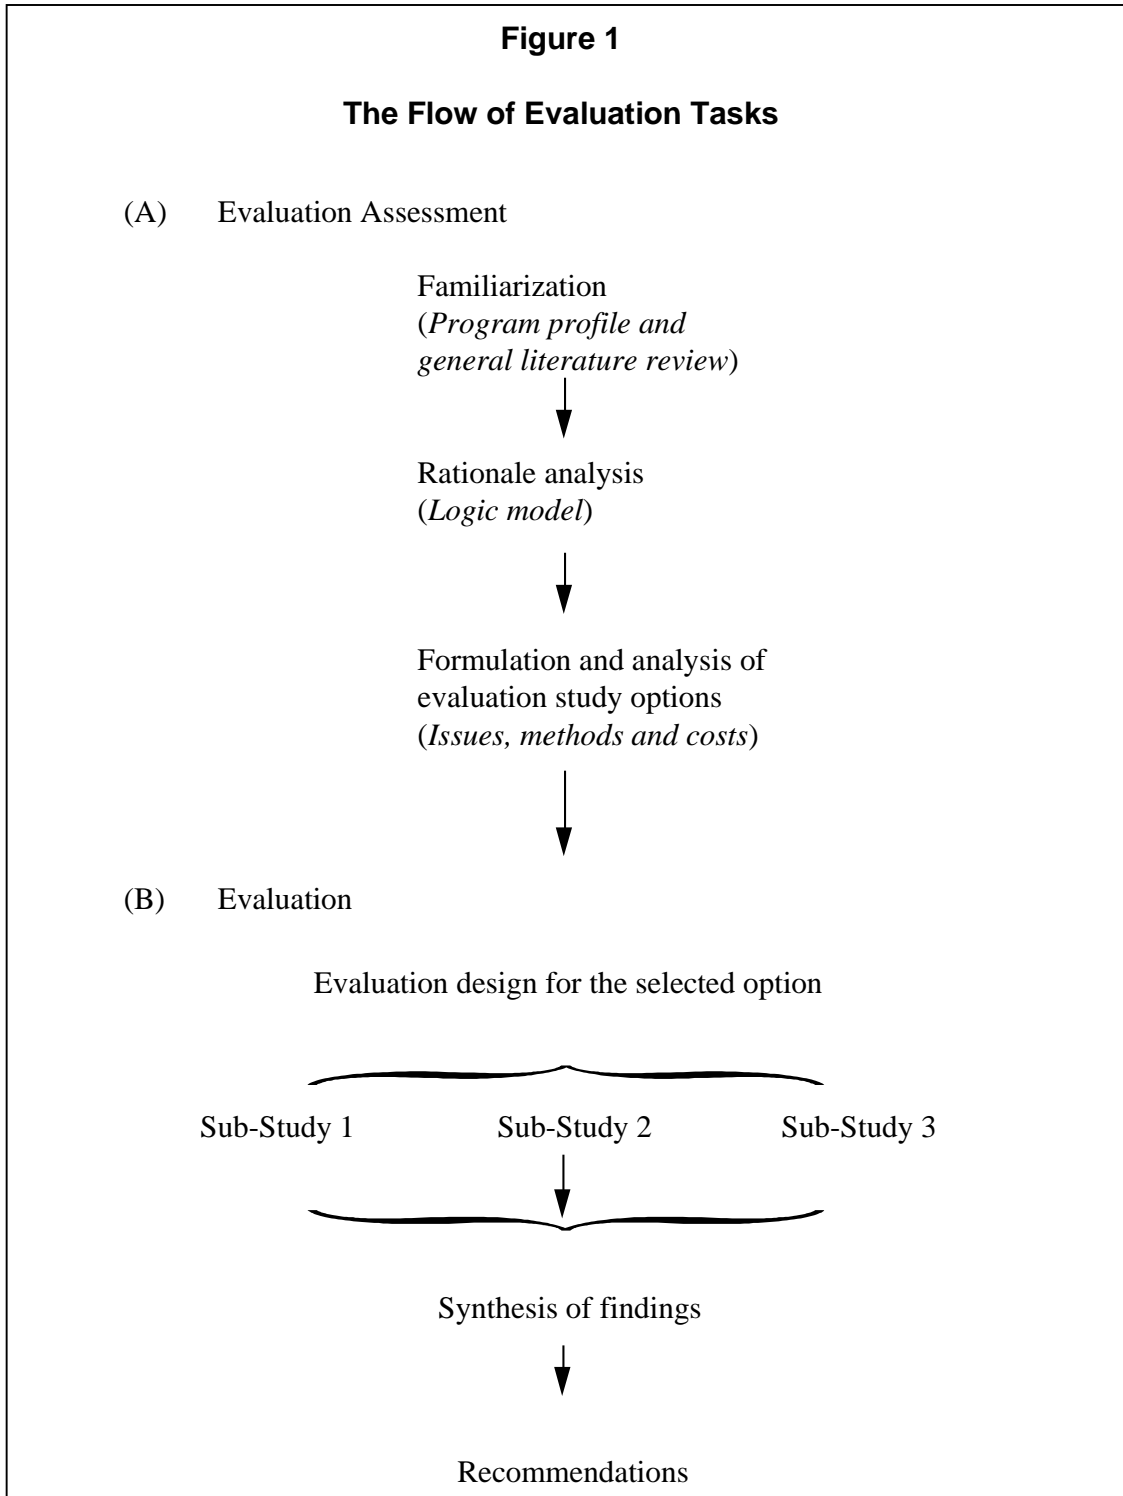 Figure 1
The Flow of Evaluation Tasks
(A) Evaluation Assessment
Familiarization
(Program profile and
general literature review)
Rationale analysis
(Logic model)
Formulation and analysis of
evaluation study options
(Issues, methods and costs)
(B) Evaluation
Evaluation design for the selected option
Sub-Study 1 Sub-Study 2 Sub-Study 3
Synthesis of findings
Recommendations